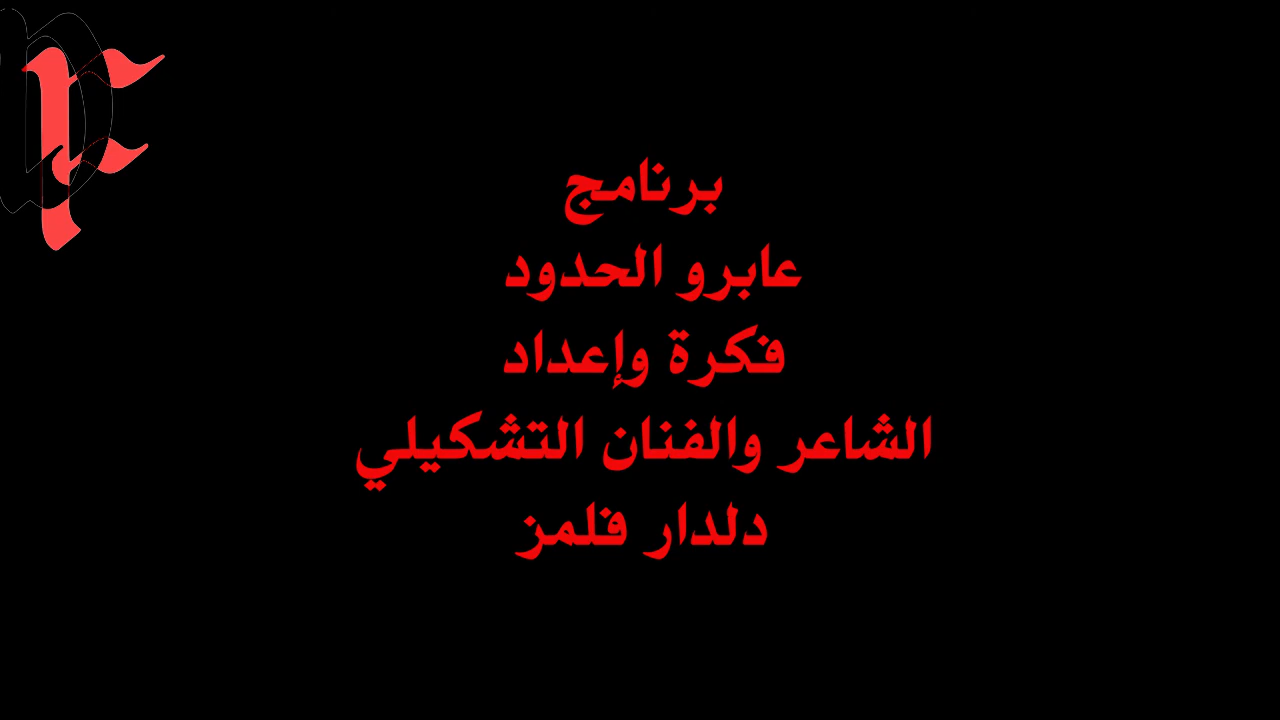 برنامج
عابرو الحدود
فكرة وإعداد
الشاعر والفنان التشكيلي
دلدار فلمز